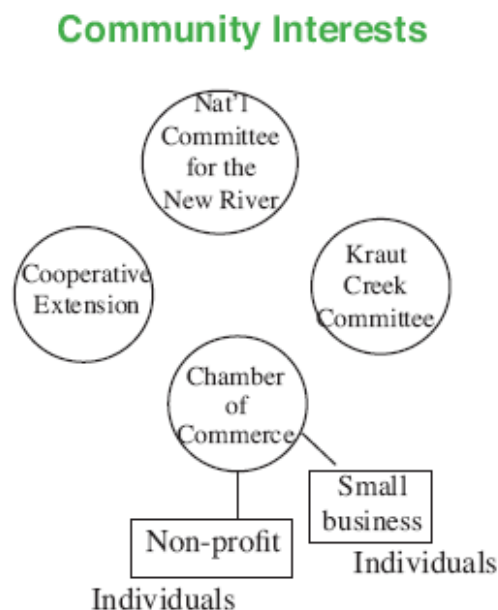 Community Interests
Nat'l
Committee
for the
New River
Cooperative
Extension
Kraut
Creek
Committee
Chamber
of
Commerce
Small
business
Non-profit
Individuals
Individuals